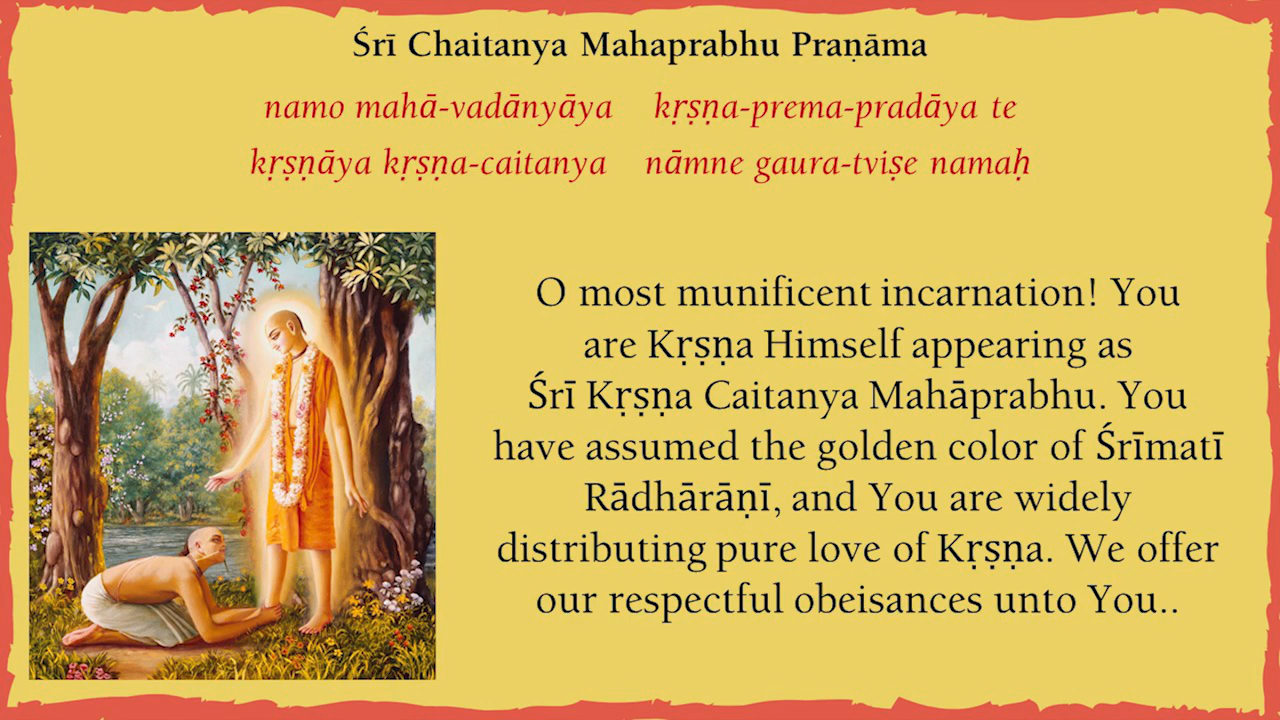 Śrī Chaitanya Mahaprabhu Praṇāma
namo mahā-vadānyāya kṛṣṇa-prema-pradāya te
kṛṣṇāya kṛṣṇa-caitanya nāmne gaura-tviṣe namaḥ
O most munificent incarnation! You
are Kṛṣṇa Himself appearing as
Śrī Kṛṣṇa Caitanya Mahāprabhu. You
have assumed the golden color of Śrīmatī
Rādhārāṇī, and You are widely
distributing pure love of Kṛṣṇa. We offer
our respectful obeisances unto You..